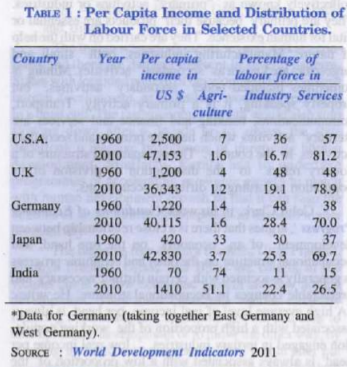 TABLE 1 : Per Capita Income and Distribution of
Labour Force in Selected Countries.
Country Year Per capita Percentage of
income in labour force in
US $ Agri- Industry Services
culture
U.S.A. 1960 2,500 7 36 57
2010 47,153 1.6 16.7 81.2
U.K 1960 1,200 4 48 48
2010 36,343 1.2 19.1 78.9
Germany 1960 1,220 1.4 48 38
2010 40,115 1.6 28.4 70.0
Japan 1960 420 33 30 37
2010 42,830 3.7 25.3 69.7
India 1960 70 74 11 15
2010 1410 51.1 22.4 26.5
*Data for Germany (taking together East Germany and
West Germany).
SOURCE : World Development Indicators 2011